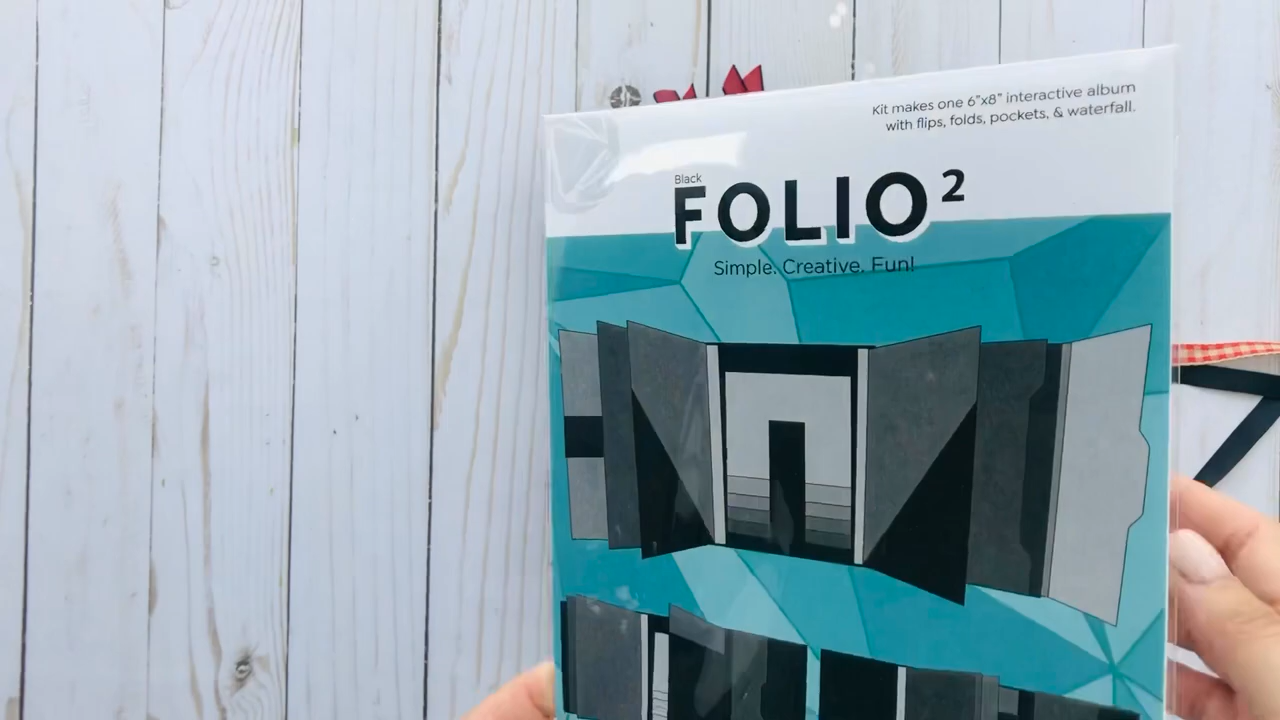 Kit makes one 6"x8" interactive album
with flips, folds, pockets, & waterfall.
Black
FOLIO²
Simple. Creative. Fun!